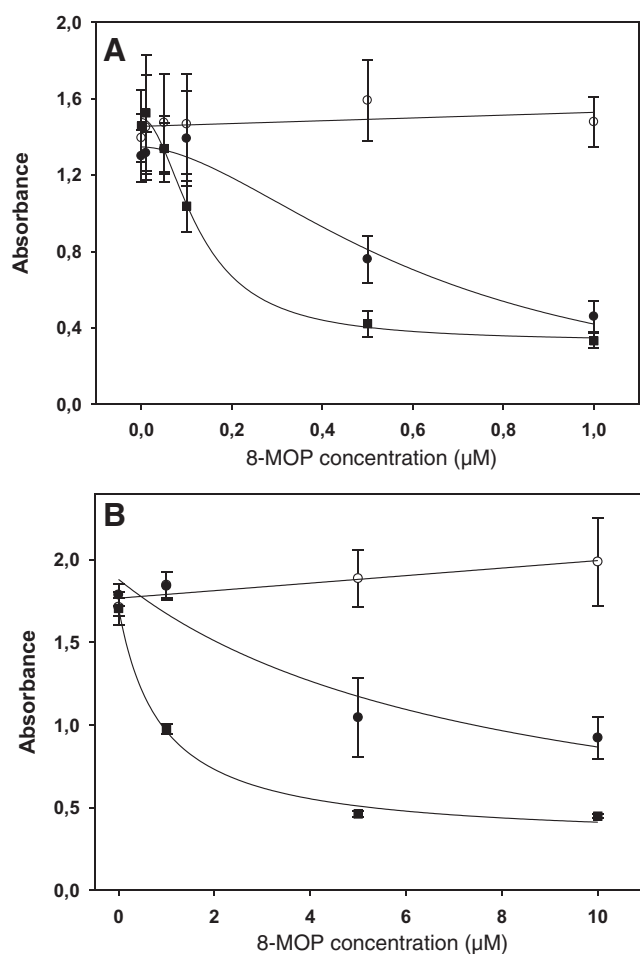 A
2,0
1,6
1,2
0,8
0,4
0,0
Absorbance
0,0 0,2 0,4 0,6 0,8 1,0
8-MOP concentration (µM)
B
2,0
1,5
1,0
0,5
0,0
Absorbance
0 2 4 6 8 10
8-MOP concentration (µM)